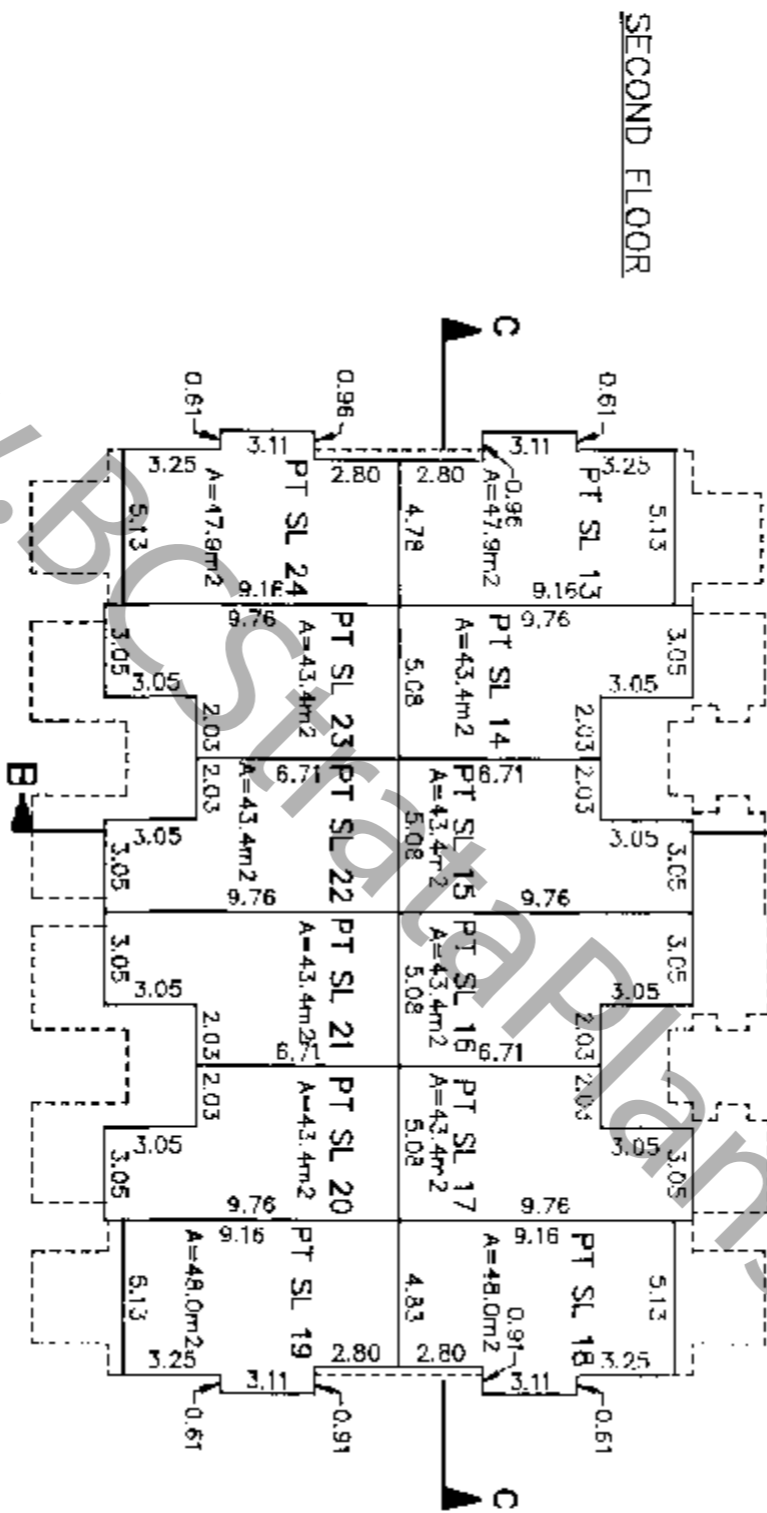 SECOND FLOOR
C
0.61
3.11
0.96
0.96
3.11
0.61
3.25
2.80
2.80
3.25
PT SL 24
A=47.9m2
5.13
9.16
4.78
PT SL 13
A=47.9m2
5.13
9.16
9.76
9.76
3.05
3.05
2.03
PT SL 23
A=43.4m2
5.08
PT SL 14
A=43.4m2
3.05
3.05
2.03
6.71
6.71
B
2.03
3.05
3.05
PT SL 22
A=43.4m2
5.08
PT SL 15
A=43.4m2
2.03
3.05
3.05
9.76
9.76
3.05
3.05
2.03
PT SL 21
A=43.4m2
5.08
PT SL 16
A=43.4m2
3.05
3.05
2.03
6.71
6.71
2.03
3.05
3.05
PT SL 20
A=43.4m2
5.08
PT SL 17
A=43.4m2
2.03
3.05
3.05
9.76
9.76
9.16
9.16
5.13
PT SL 19
A=48.0m2
4.83
PT SL 18
A=48.0m2
5.13
3.25
2.80
2.80
3.25
0.61
3.11
0.91
0.91
3.11
0.61
C
.BCStrataPlans